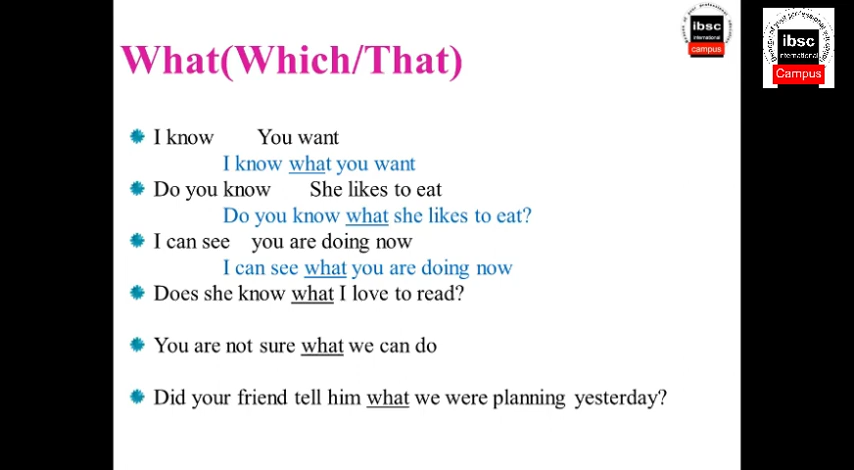 What(Which/That)
ibsc
international
campus
ibsc
international
Campus
I know You want
I know what you want
Do you know She likes to eat
Do you know what she likes to eat?
I can see you are doing now
I can see what you are doing now
Does she know what I love to read?
You are not sure what we can do
Did your friend tell him what we were planning yesterday?